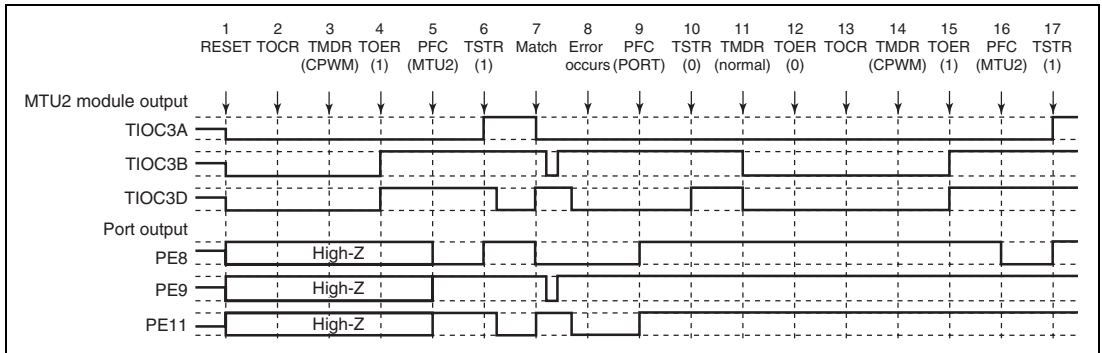 1 2 3 4 5 6 7 8 9 10 11 12 13 14 15 16 17
RESET TOCR TMDR TOER PFC TSTR Match Error PFC TSTR TMDR TOER TOCR TMDR TOER PFC TSTR
(CPWM) (1) (MTU2) (1) occurs (PORT) (0) (normal) (0) (CPWM) (1) (MTU2) (1)
MTU2 module output
TIOC3A
TIOC3B
TIOC3D
Port output
PE8 High-Z
PE9 High-Z
PE11 High-Z